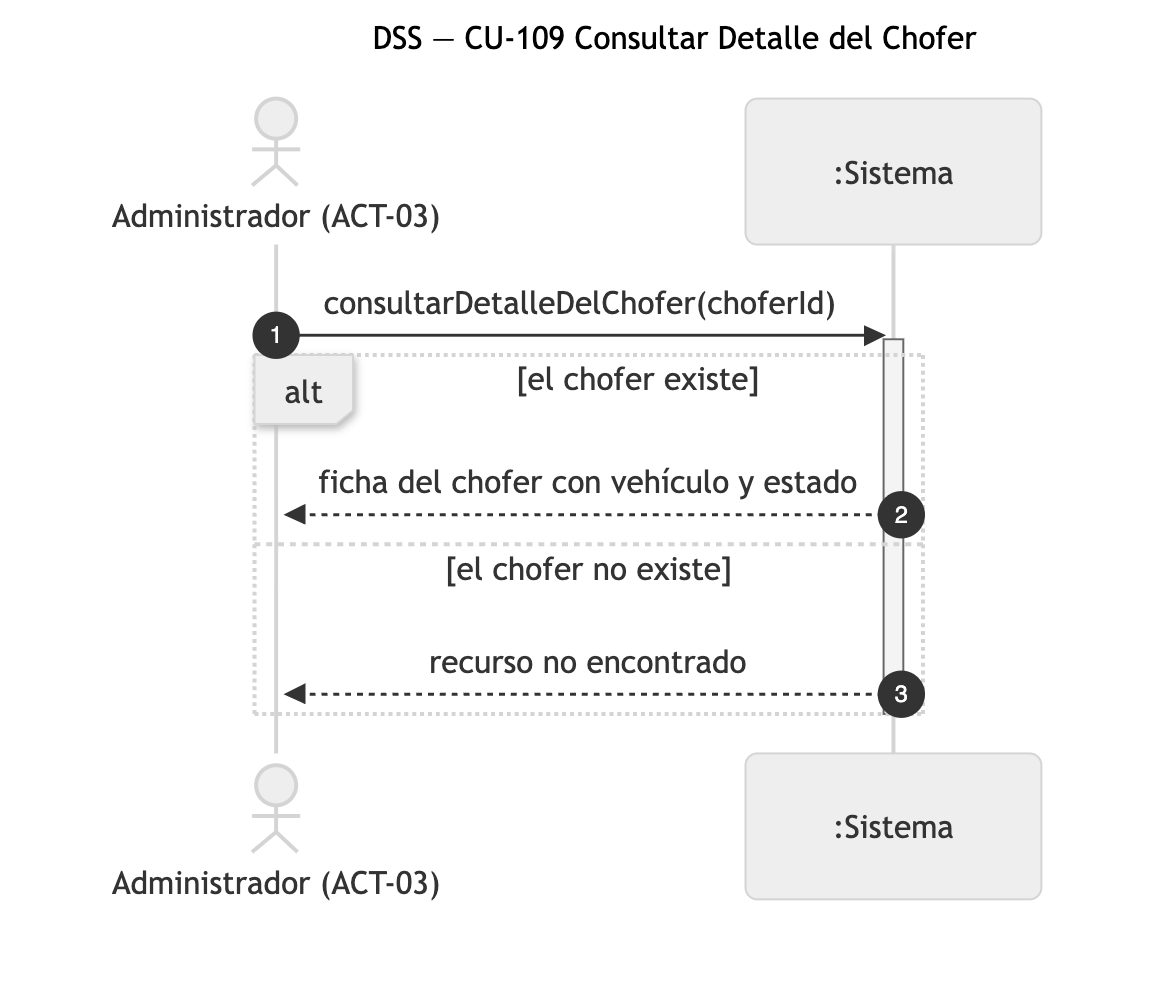 DSS — CU-109 Consultar Detalle del Chofer
:Sistema
Administrador (ACT-03)
consultarDetalleDelChofer(choferId)
1
alt
[el chofer existe]
ficha del chofer con vehículo y estado
2
[el chofer no existe]
recurso no encontrado
3
:Sistema
Administrador (ACT-03)